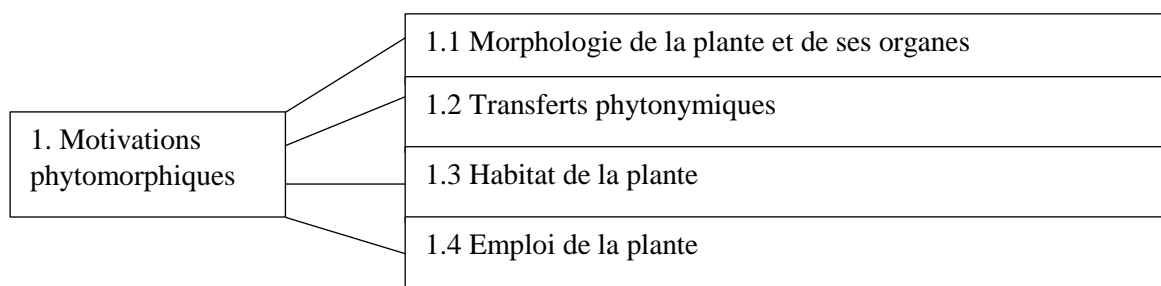 1. Motivations
phytomorphiques
1.1 Morphologie de la plante et de ses organes
1.2 Transferts phytonymiques
1.3 Habitat de la plante
1.4 Emploi de la plante